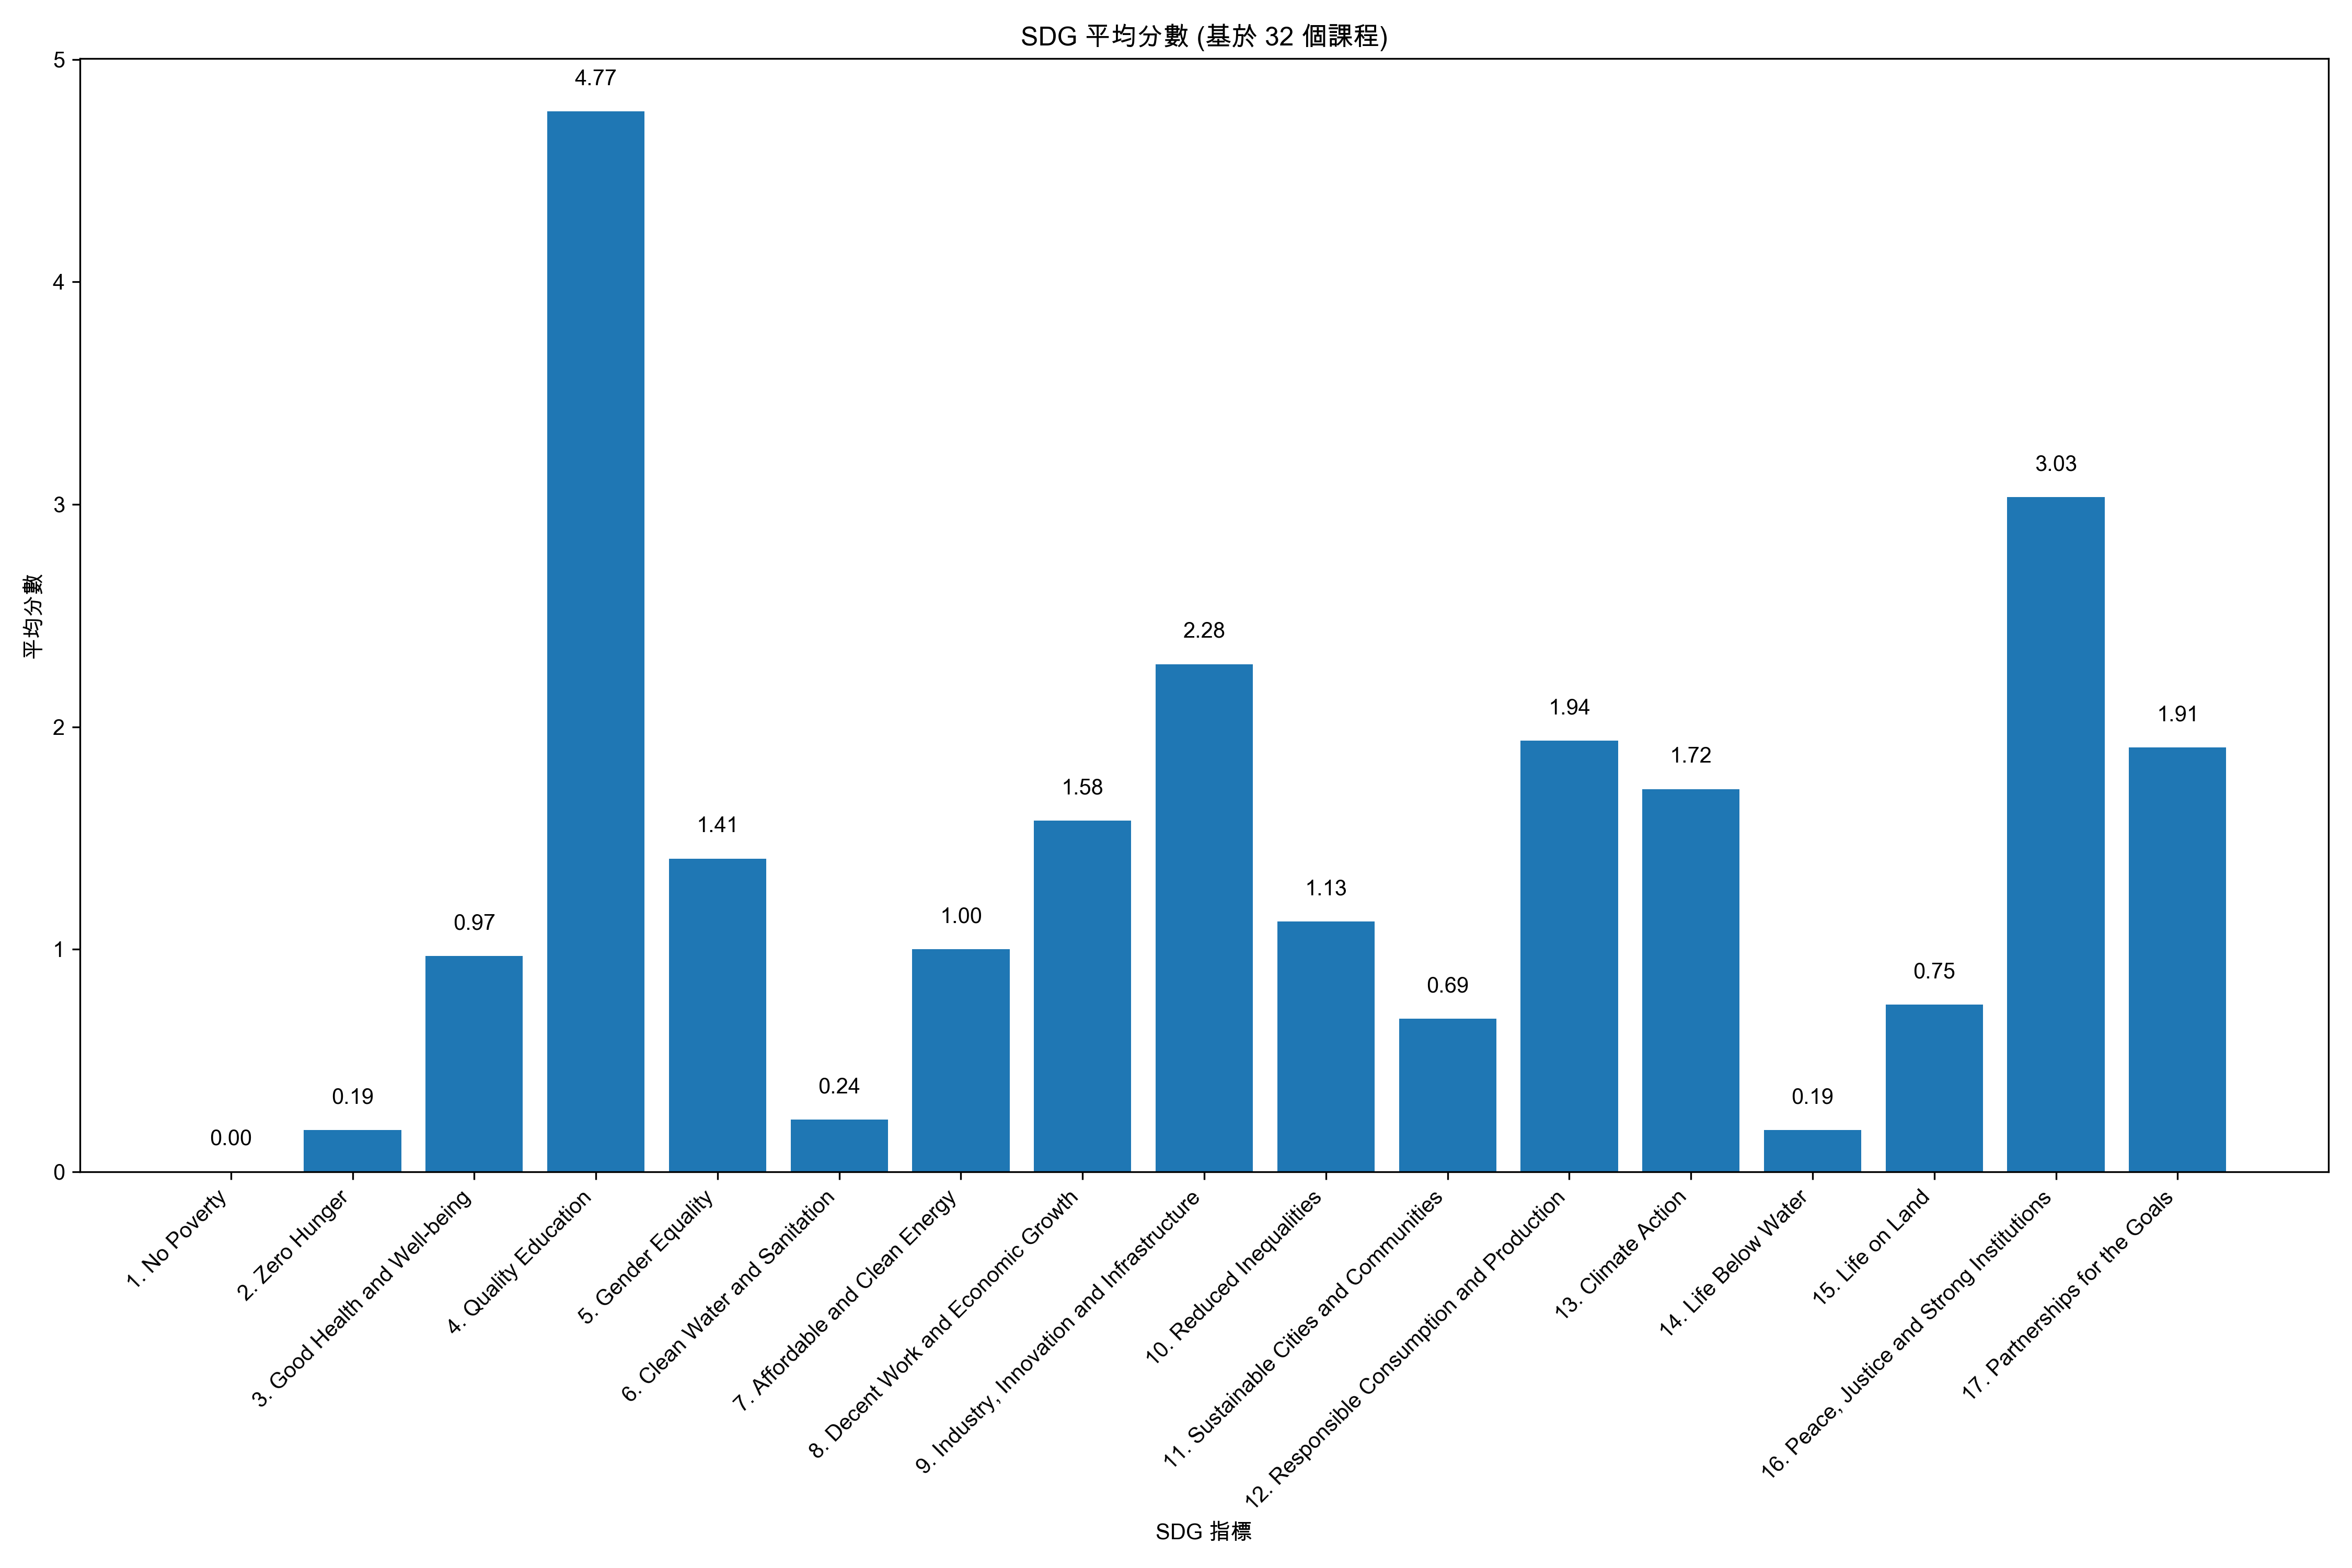 SDG 平均分數 (基於 32 個課程)
平均分數
5
4
3
2
1
0
0.00
0.19
0.97
4.77
1.41
0.24
1.00
1.58
2.28
1.13
0.69
1.94
1.72
0.19
0.75
3.03
1.91
1. No Poverty
2. Zero Hunger
3. Good Health and Well-being
4. Quality Education
5. Gender Equality
6. Clean Water and Sanitation
7. Affordable and Clean Energy
8. Decent Work and Economic Growth
9. Industry, Innovation and Infrastructure
10. Reduced Inequalities
11. Sustainable Cities and Communities
12. Responsible Consumption and Production
13. Climate Action
14. Life Below Water
15. Life on Land
16. Peace, Justice and Strong Institutions
17. Partnerships for the Goals
SDG 指標